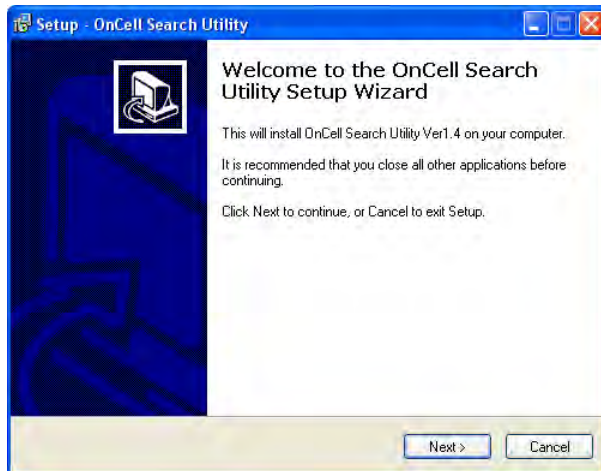 Setup - OnCell Search Utility
Welcome to the OnCell Search
Utility Setup Wizard
This will install OnCell Search Utility Ver1.4 on your computer.
It is recommended that you close all other applications before
continuing.
Click Next to continue, or Cancel to exit Setup.
Next >
Cancel